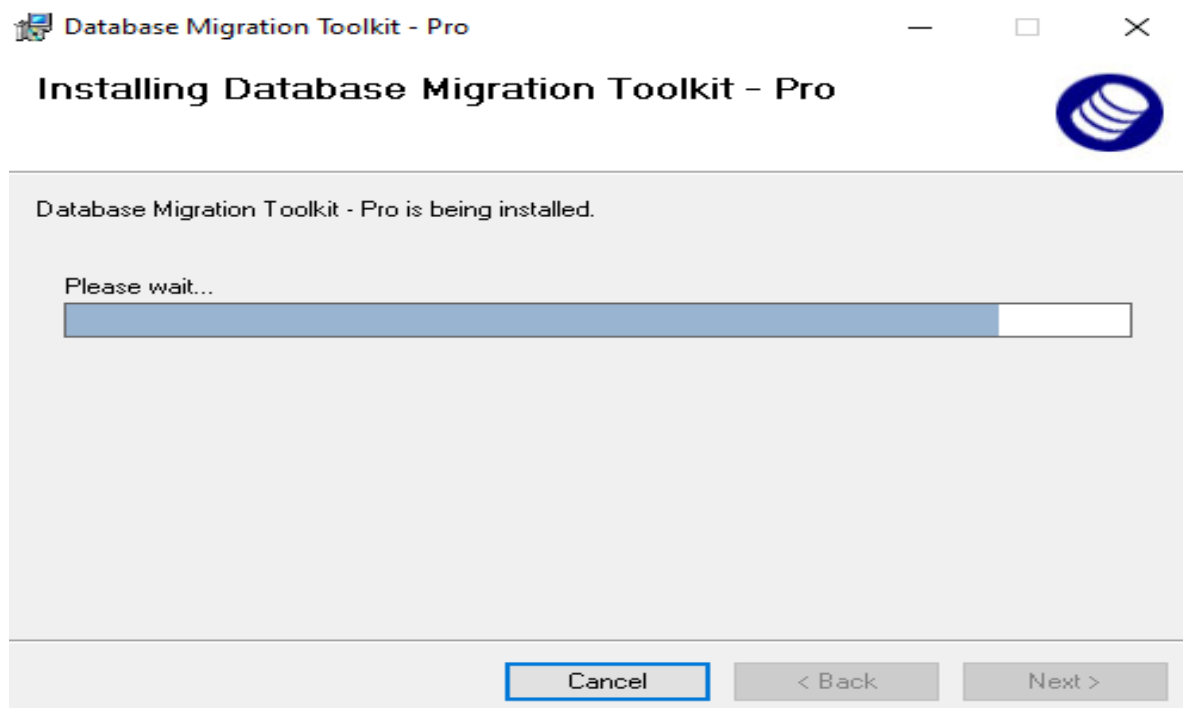 Database Migration Toolkit - Pro
Installing Database Migration Toolkit - Pro
Database Migration Toolkit - Pro is being installed.
Please wait...
Cancel
< Back
Next >